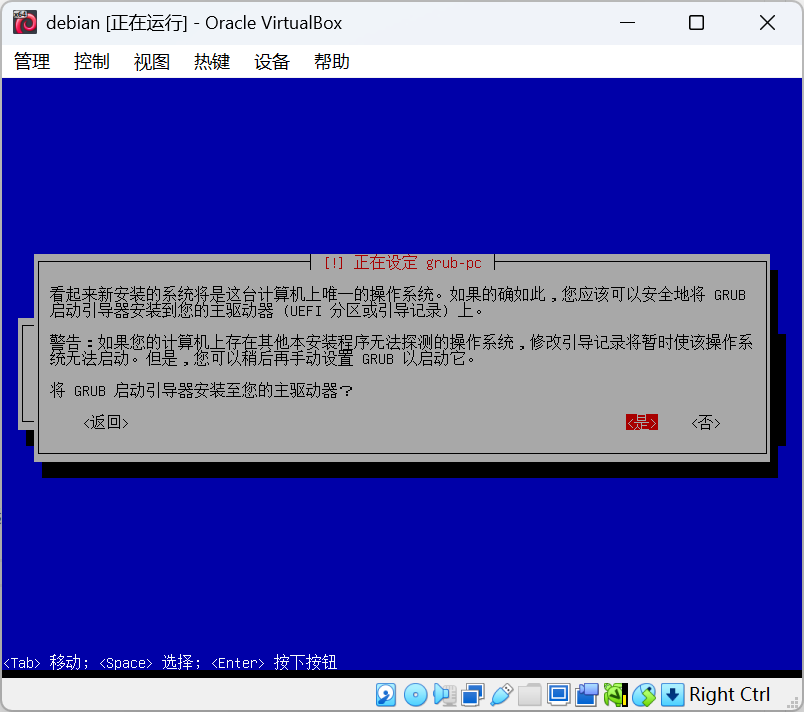 debian [正在运行] - Oracle VirtualBox
管理 控制 视图 热键 设备 帮助
[!] 正在设定 grub-pc
看起来新安装的系统将是这台计算机上唯一的操作系统。如果的确如此，您应该可以安全地将 GRUB
启动引导器安装到您的主驱动器 (UEFI 分区或引导记录) 上。
警告：如果您的计算机上存在其他本安装程序无法探测的操作系统，修改引导记录将暂时使该操作系
统无法启动。但是，您可以稍后再手动设置 GRUB 以启动它。
将 GRUB 启动引导器安装至您的主驱动器？
<返回> <是> <否>
<Tab> 移动; <Space> 选择; <Enter> 按下按钮
Right Ctrl